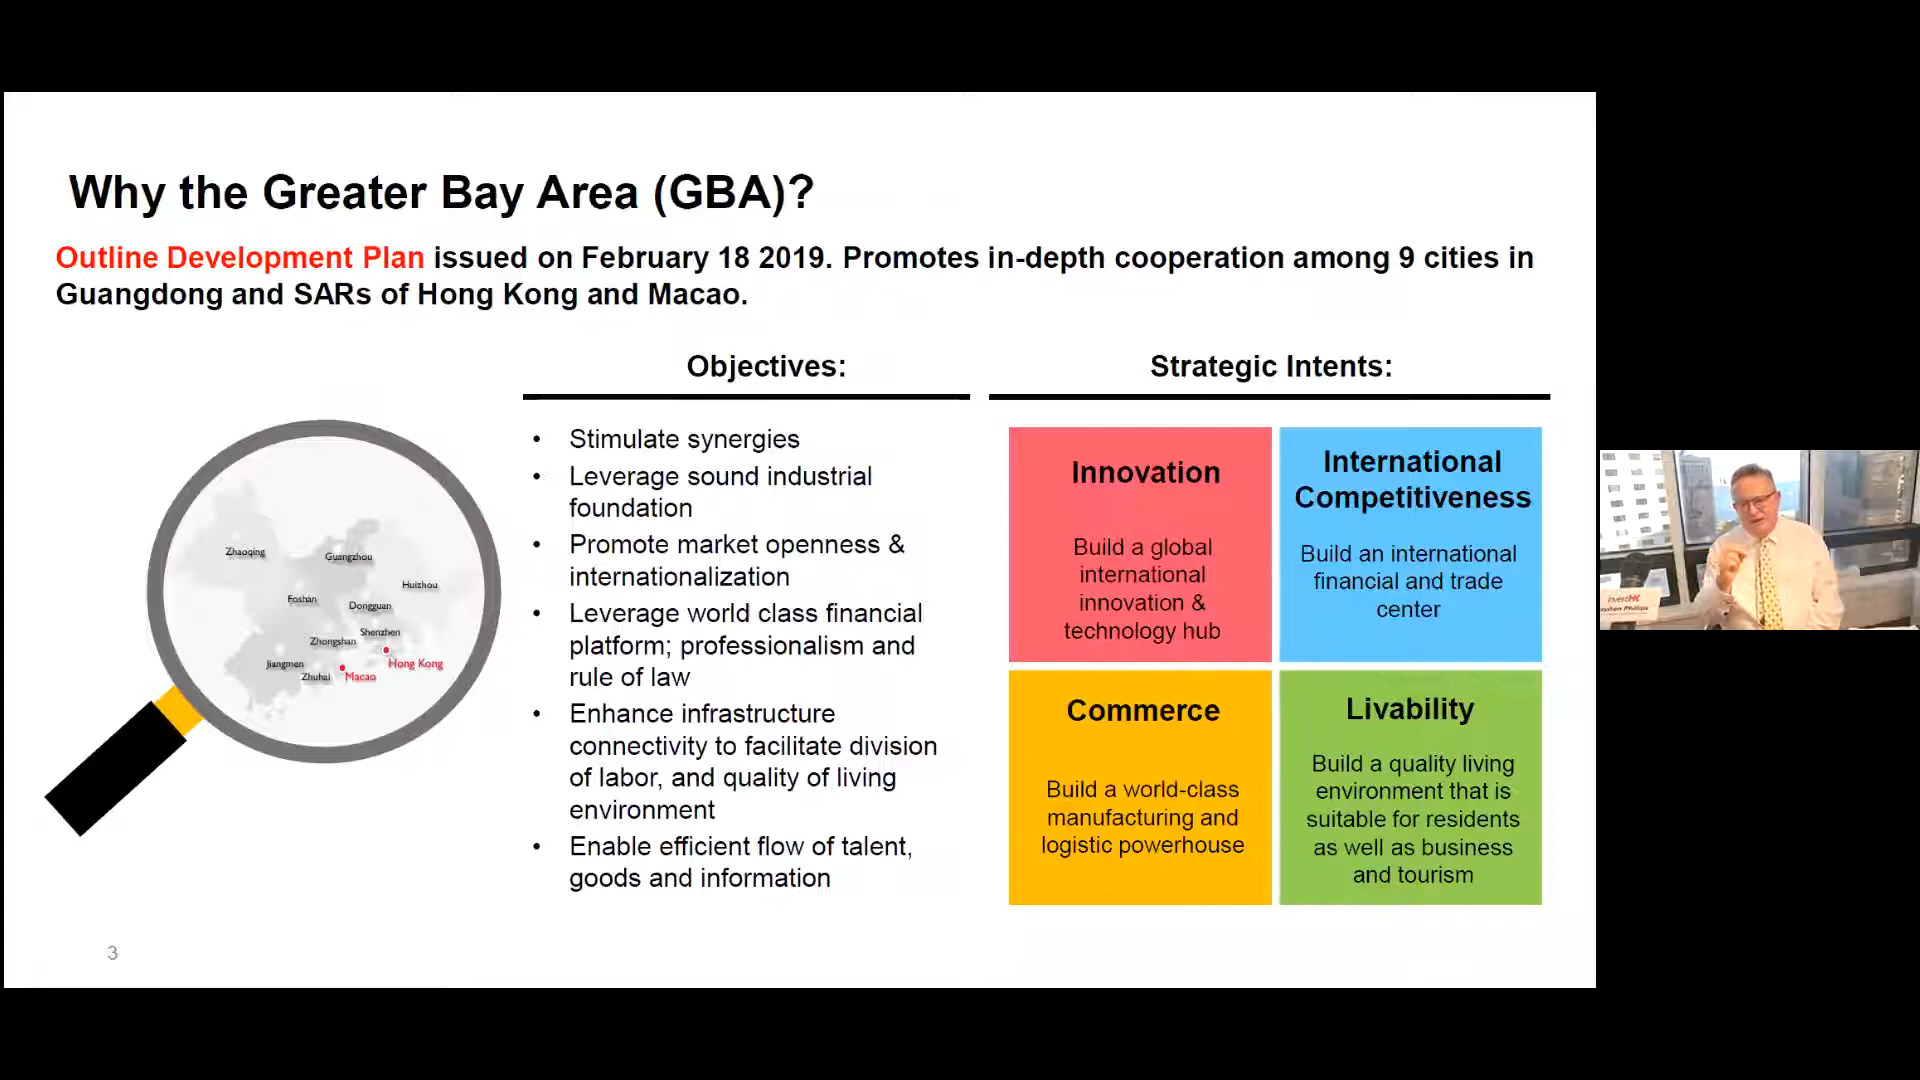 Why the Greater Bay Area (GBA)?
Outline Development Plan issued on February 18 2019. Promotes in-depth cooperation among 9 cities in
Guangdong and SARs of Hong Kong and Macao.
Zhaoqing
Guangzhou
Huizhou
Foshan
Dongguan
Shenzhen
Zhongshan
Jiangmen
Hong Kong
Zhuhai
Macao
Objectives:
• Stimulate synergies
• Leverage sound industrial
foundation
• Promote market openness &
internationalization
• Leverage world class financial
platform; professionalism and
rule of law
• Enhance infrastructure
connectivity to facilitate division
of labor, and quality of living
environment
• Enable efficient flow of talent,
goods and information
Strategic Intents:
Innovation
Build a global
international
innovation &
technology hub
International
Competitiveness
Build an international
financial and trade
center
Commerce
Build a world-class
manufacturing and
logistic powerhouse
Livability
Build a quality living
environment that is
suitable for residents
as well as business
and tourism
3
InvestHK
Stephen Phillips